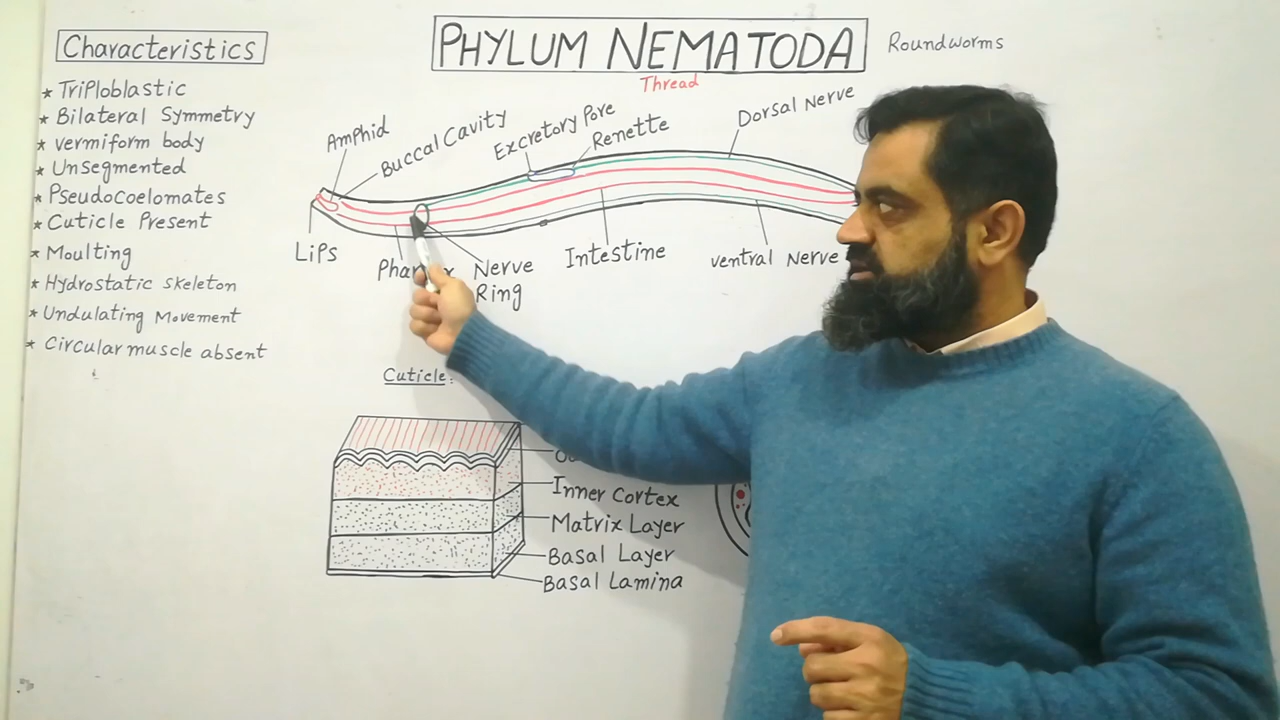 Characteristics
* TriPloblastic
* Bilateral Symmetry
* vermiform body
* UnSegmented
* PSeudocoelomates
* Cuticle Present
* Moulting
* Hydrostatic Skeleton
* Undulating Movement
* Circular muscle absent
PHYLUM NEMATODA
Roundworms
Thread
Amphid
Buccal Cavity
Excretory Pore
Renette
Dorsal Nerve
LiPs
Nerve
Ring
Intestine
ventral Nerve
Cuticle:
Inner Cortex
Matrix Layer
Basal Layer
Basal Lamina